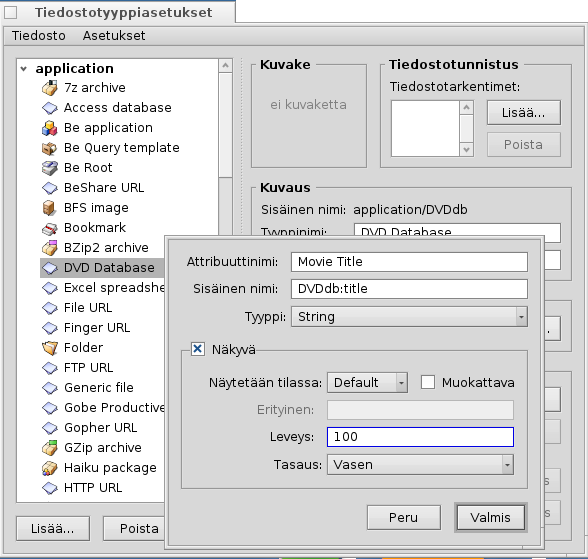 Tiedostotyyppiasetukset
Tiedosto Asetukset
application
7z archive
Access database
Be application
Be Query template
Be Root
BeShare URL
BFS image
Bookmark
BZip2 archive
DVD Database
Excel spreadshe
File URL
Finger URL
Folder
FTP URL
Generic file
Gobe Productive
Gopher URL
GZip archive
Haiku package
HTTP URL
Lisää...
Poista
Kuvake
ei kuvaketta
Tiedostotunnistus
Tiedostotarkentimet:
Lisää...
Poista
Kuvaus
Sisäinen nimi: application/DVDdb
Tyyppinimi: DVD Database
Attribuuttinimi: Movie Title
Sisäinen nimi: DVDdb:title
Tyyppi: String
Näkyvä
Näytetään tilassa: Default Muokattava
Erityinen:
Leveys: 100
Tasaus: Vasen
Peru Valmis